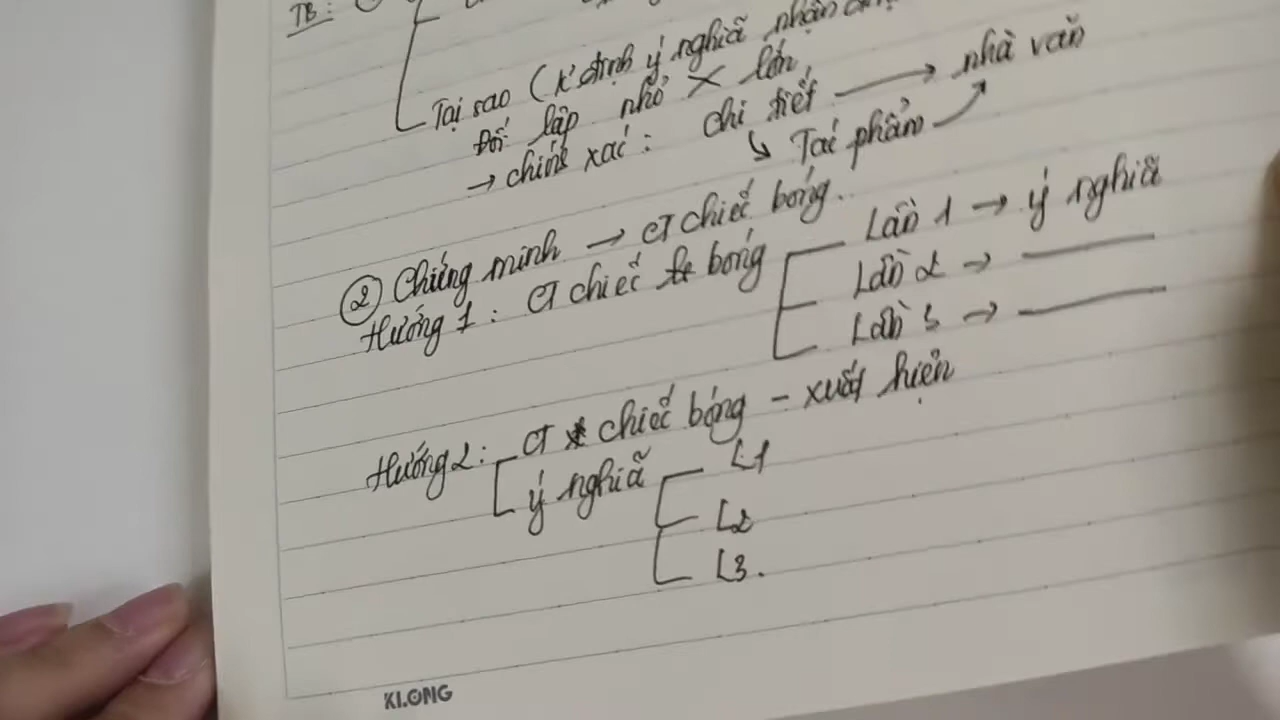 TB:
Tại sao (k định ý nghĩa nhận
Đối lập nhỏ X lớn
→ chính xác: chi tiết → nhà văn
↳ Tác phẩm
② Chứng minh → CT chiếc bóng.
Hướng 1: CT chiếc bóng
Lần 1 → ý nghĩa
Lần 2 →
Lần 3 →
Hướng 2: CT chiếc bóng - xuất hiện
ý nghĩa
L1
L2
L3.
KLONG